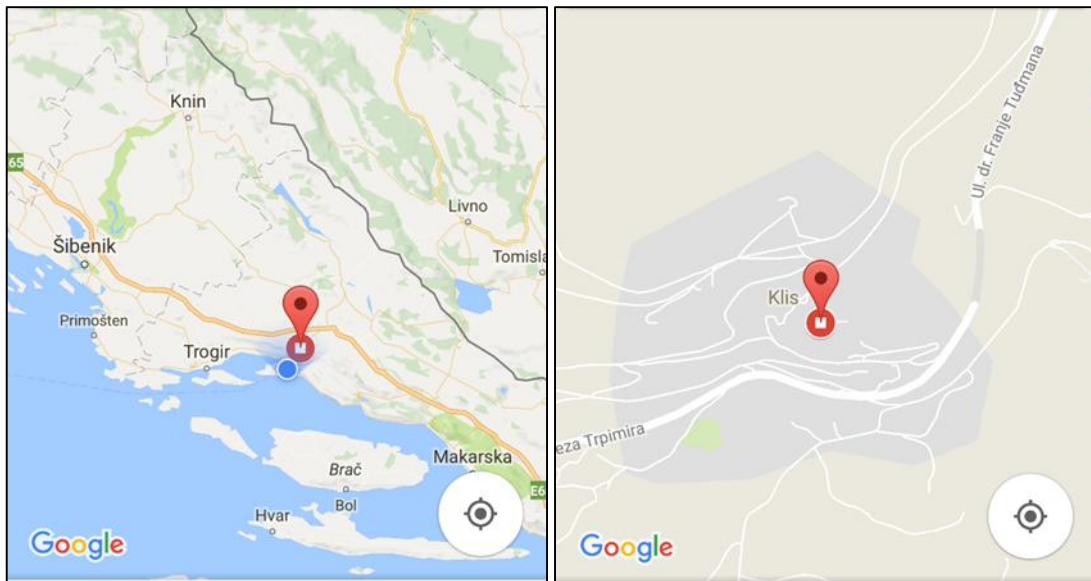 Knin
65
Livno
Šibenik
Tomisla
Primošten
Trogir
Makarska
Brač
Bol
E6
Hvar
Google
Ul. dr. Franje Tuđmana
Klis
eza Trpimira
Google